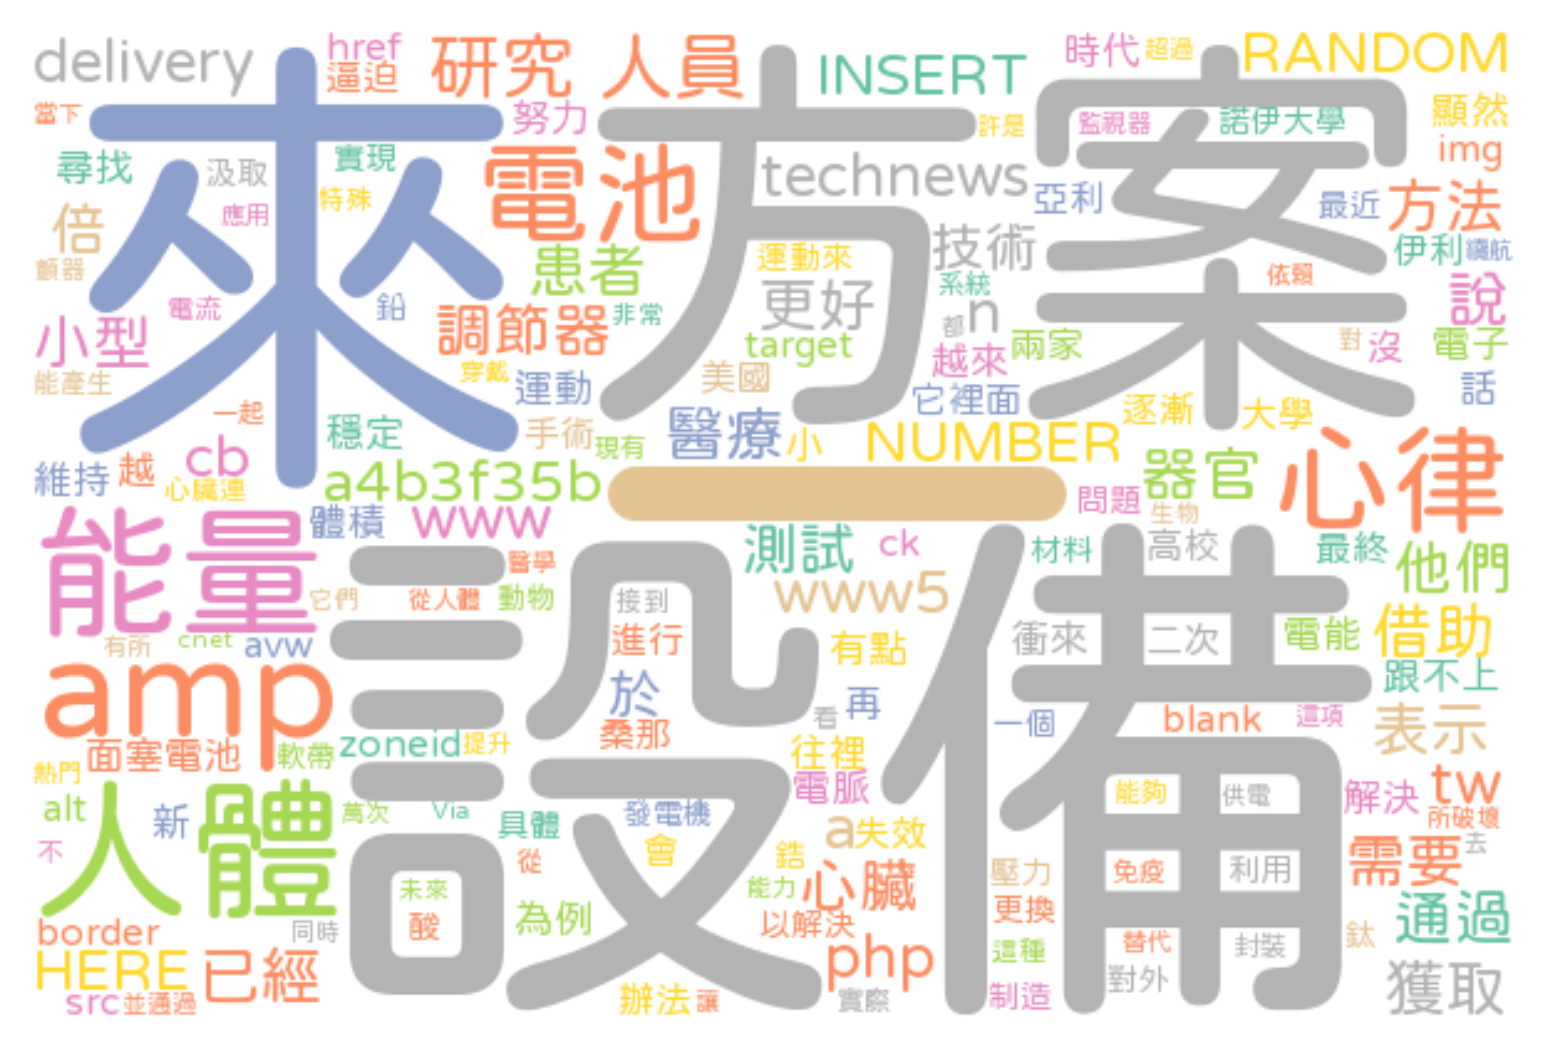 delivery
href
逼迫
研究
人員
INSERT
時代
超過
RANDOM
當下
來
努力
方案
許是
監視器
諾伊大學
顯然
尋找
汲取
實現
電池
technews
img
倍
應用
特殊
亞利
最近
方法
顫器
患者
運動來
技術
伊利
續航
小型
電流
鉛
調節器
非常
更好
系統
都
n
依賴
說
target
越來
兩家
對
沒
電子
能產生
穿戴
運動
美國
它裡面
逐漸
大學
話
一起
穩定
手術
現有
醫療
小
NUMBER
維持
越
cb
心臟連
a4b3f35b
一
問題
器官
心律
生物
能量
體積
www
測試
ck
材料
高校
最終
他們
醫學
它們
從人體
動物
接到
www5
設備
有所
cnet
avw
進行
有點
衝來
二次
電能
借助
amp
於
再
跟不上
看
一個
blank
這項
表示
面塞電池
軟帶
zoneid
提升
桑那
往裡
熱門
電脈
能夠
供電
解決
tw
alt
新
人體
萬次
Via
具體
發電機
a
失效
所破壞
不
從
會
鋯
壓力
免疫
利用
需要
去
未來
酸
為例
能力
心臟
以解決
更換
通過
border
同時
php
這種
替代
封裝
鈦
HERE
已經
對外
獲取
src
並通過
辦法
讓
實際
制造